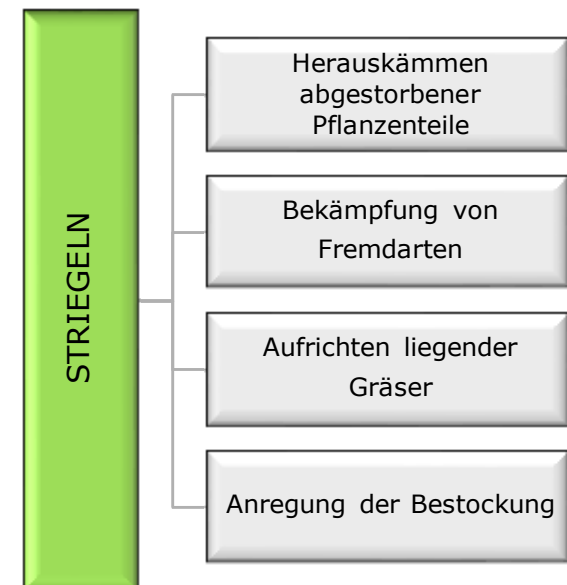 STRIEGELN
Herauskämmen
abgestorbener
Pflanzenteile
Bekämpfung von
Fremdarten
Aufrichten liegender
Gräser
Anregung der Bestockung